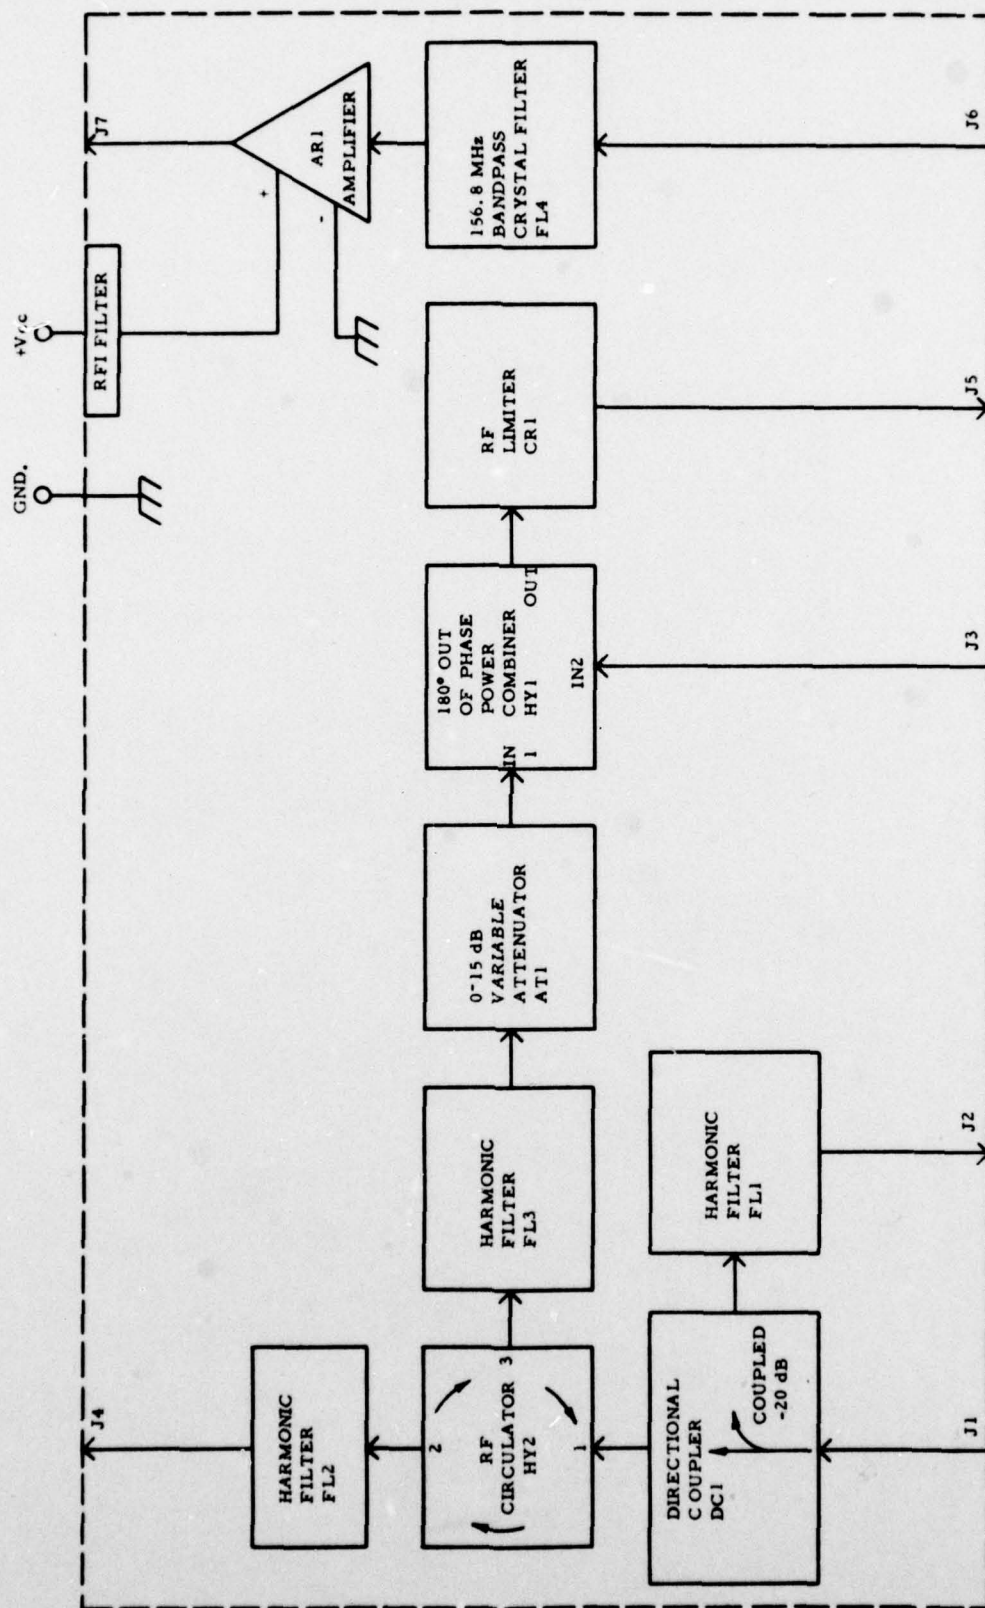 GND.
+Vcc
RFI FILTER
J4
J7
+
-
AR1
AMPLIFIER
HARMONIC
FILTER
FL2
2
RF
CIRCULATOR
HY2
3
1
HARMONIC
FILTER
FL3
0-15 dB
VARIABLE
ATTENUATOR
AT1
180° OUT
OF PHASE
POWER
COMBINER
HY1
IN
1
OUT
IN2
RF
LIMITER
CR1
156.8 MHz
BANDPASS
CRYSTAL FILTER
FL4
DIRECTIONAL
COUPLER
DC1
COUPLED
-20 dB
HARMONIC
FILTER
FL1
J1
J2
J3
J5
J6